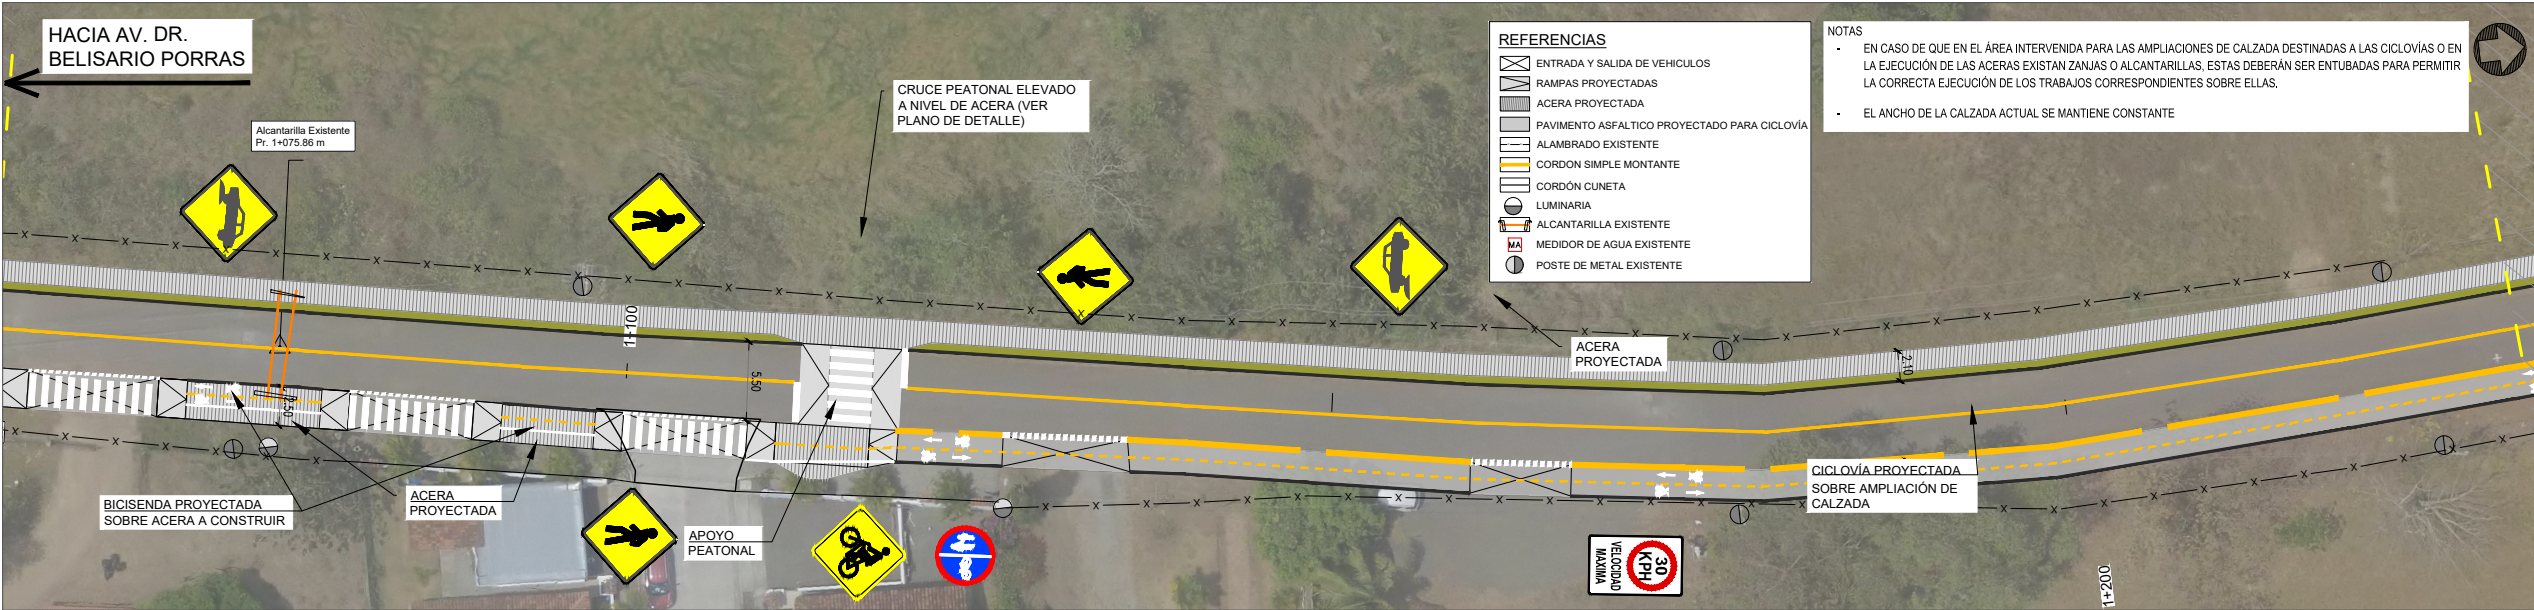 HACIA AV. DR.
BELISARIO PORRAS
Alcantarilla Existente
Pr. 1+075.86 m
CRUCE PEATONAL ELEVADO
A NIVEL DE ACERA (VER
PLANO DE DETALLE)
REFERENCIAS
ENTRADA Y SALIDA DE VEHICULOS
RAMPAS PROYECTADAS
ACERA PROYECTADA
PAVIMENTO ASFALTICO PROYECTADO PARA CICLOVÍA
ALAMBRADO EXISTENTE
CORDON SIMPLE MONTANTE
CORDÓN CUNETA
LUMINARIA
ALCANTARILLA EXISTENTE
MA MEDIDOR DE AGUA EXISTENTE
POSTE DE METAL EXISTENTE
NOTAS
- EN CASO DE QUE EN EL ÁREA INTERVENIDA PARA LAS AMPLIACIONES DE CALZADA DESTINADAS A LAS CICLOVÍAS O EN
LA EJECUCIÓN DE LAS ACERAS EXISTAN ZANJAS O ALCANTARILLAS, ESTAS DEBERÁN SER ENTUBADAS PARA PERMITIR
LA CORRECTA EJECUCIÓN DE LOS TRABAJOS CORRESPONDIENTES SOBRE ELLAS.
- EL ANCHO DE LA CALZADA ACTUAL SE MANTIENE CONSTANTE
1+100
5.50
2.50
2.10
ACERA
PROYECTADA
BICISENDA PROYECTADA
SOBRE ACERA A CONSTRUIR
ACERA
PROYECTADA
APOYO
PEATONAL
CICLOVÍA PROYECTADA
SOBRE AMPLIACIÓN DE
CALZADA
30
KPH
VELOCIDAD
MAXIMA
1+200